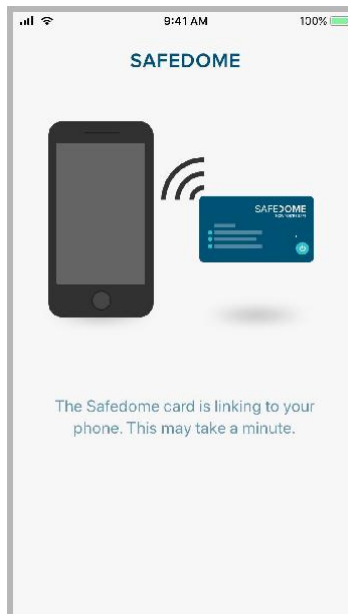 9:41 AM 100%
SAFEDOME
SAFEDOME
The Safedome card is linking to your
phone. This may take a minute.